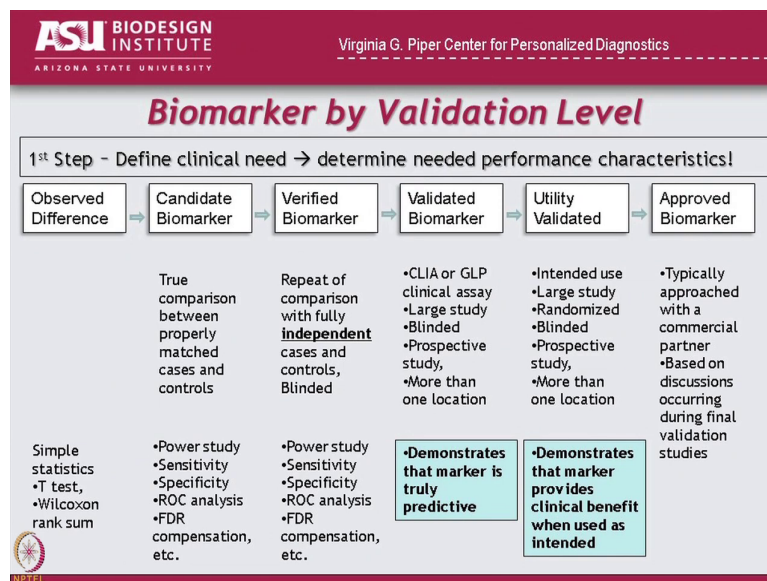 ASU BIODESIGN
INSTITUTE
ARIZONA STATE UNIVERSITY
Virginia G. Piper Center for Personalized Diagnostics
Biomarker by Validation Level
1st Step – Define clinical need → determine needed performance characteristics!
Observed
Difference
Candidate
Biomarker
Verified
Biomarker
Validated
Biomarker
Utility
Validated
Approved
Biomarker
True
comparison
between
properly
matched
cases and
controls
Repeat of
comparison
with fully
independent
cases and
controls,
Blinded
•CLIA or GLP
clinical assay
•Large study
•Blinded
•Prospective
study,
•More than
one location
•Intended use
•Large study
•Randomized
•Blinded
•Prospective
study,
•More than
one location
•Typically
approached
with a
commercial
partner
•Based on
discussions
occurring
during final
validation
studies
Simple
statistics
•T test,
•Wilcoxon
rank sum
•Power study
•Sensitivity
•Specificity
•ROC analysis
•FDR
compensation,
etc.
•Power study
•Sensitivity
•Specificity
•ROC analysis
•FDR
compensation,
etc.
•Demonstrates
that marker is
truly
predictive
•Demonstrates
that marker
provides
clinical benefit
when used as
intended
NPTEL